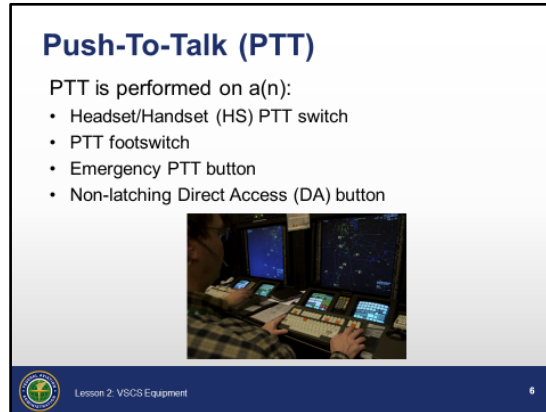 Push-To-Talk (PTT)
PTT is performed on a(n):
• Headset/Handset (HS) PTT switch
• PTT footswitch
• Emergency PTT button
• Non-latching Direct Access (DA) button
Lesson 2: VSCS Equipment
6